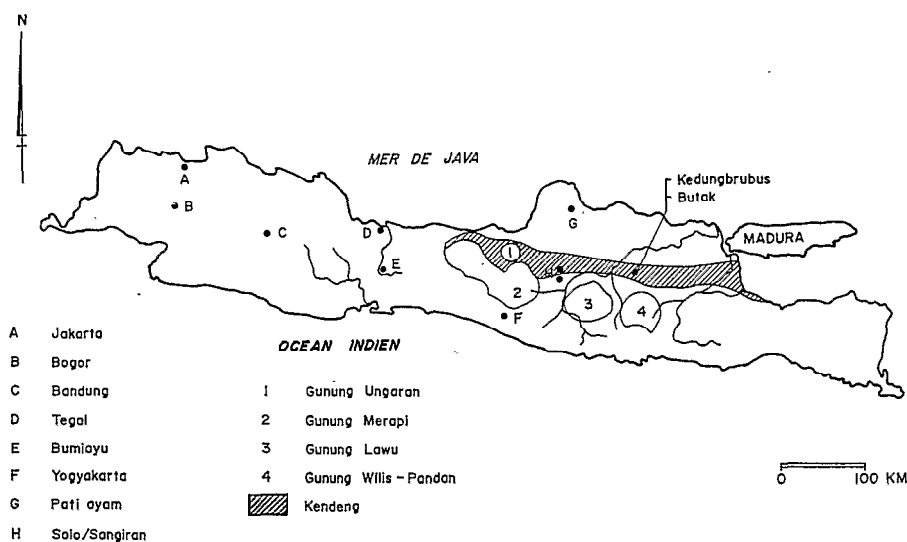 N
MER DE JAVA
Kedungbrubus
Butak
A
B
C
D
E
G
MADURA
1
H
2
3
4
F
OCEAN INDIEN
A Jakarta
B Bogor
C Bandung
D Tegal
E Bumiayu
F Yogyakarta
G Pati ayam
H Solo/Sangiran
1 Gunung Ungaran
2 Gunung Merapi
3 Gunung Lawu
4 Gunung Wilis - Pandan
Kendeng
0 100 KM